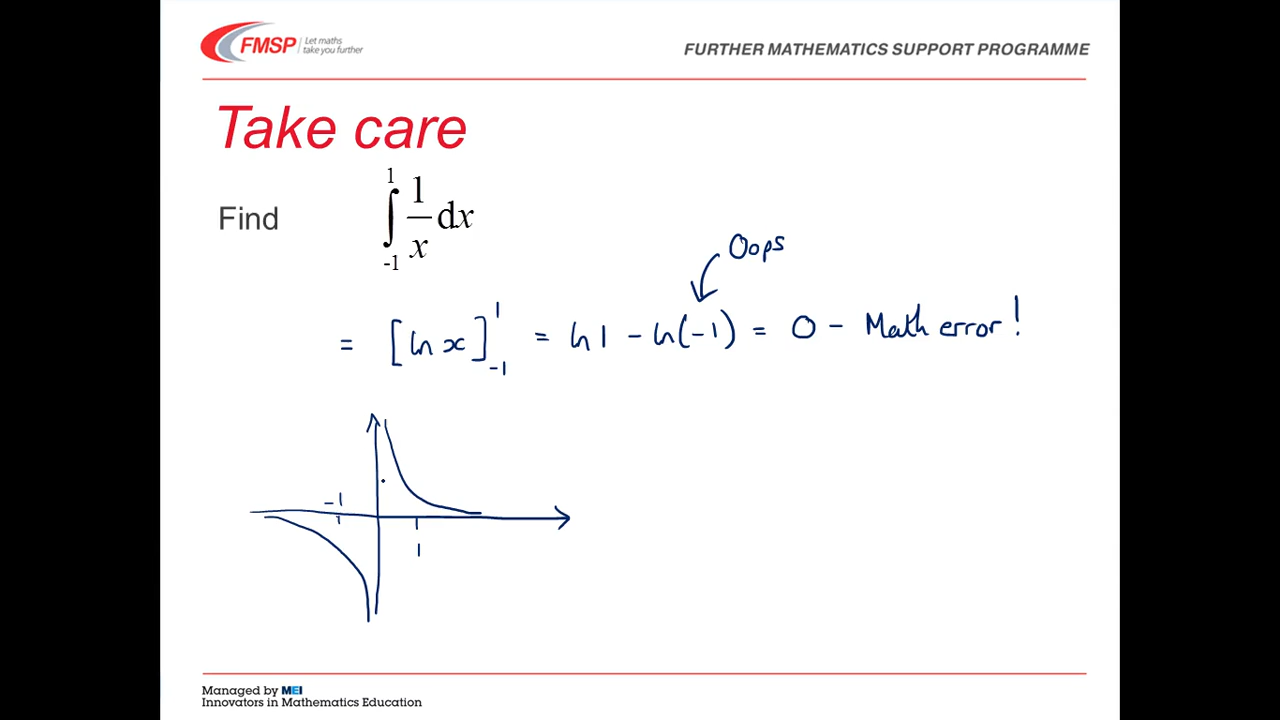 FMSP Let maths
take you further
FURTHER MATHEMATICS SUPPORT PROGRAMME
Take care
Find ∫₋₁¹ 1/x dx
Oops
= [ln x]₋₁¹ = ln 1 - ln(-1) = 0 - Math error!
-1
1
Managed by MEI
Innovators in Mathematics Education